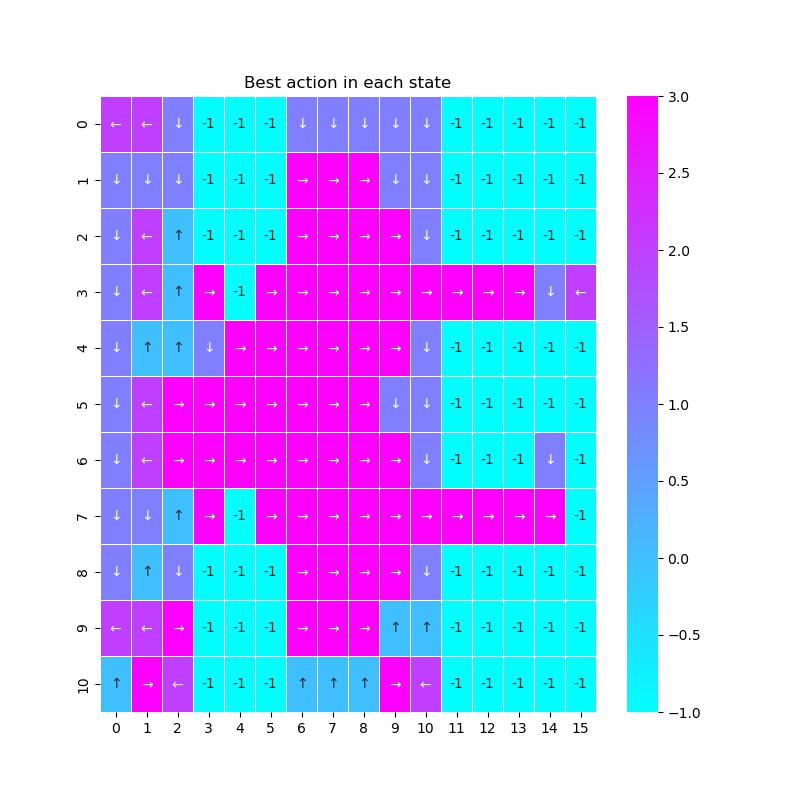 Best action in each state
0 ← ← ↓ -1 -1 -1 ↓ ↓ ↓ ↓ ↓ -1 -1 -1 -1 -1
1 ↓ ↓ ↓ -1 -1 -1 → → → ↓ ↓ -1 -1 -1 -1 -1
2 ↓ ← ↑ -1 -1 -1 → → → → ↓ -1 -1 -1 -1 -1
3 ↓ ← ↑ → -1 → → → → → → → → → ↓ ←
4 ↓ ↑ ↑ ↓ → → → → → → ↓ -1 -1 -1 -1 -1
5 ↓ ← → → → → → → → ↓ ↓ -1 -1 -1 -1 -1
6 ↓ ← → → → → → → → → ↓ -1 -1 -1 ↓ -1
7 ↓ ↓ ↑ → -1 → → → → → → → → → → -1
8 ↓ ↑ ↓ -1 -1 -1 → → → → ↓ -1 -1 -1 -1 -1
9 ← ← → -1 -1 -1 → → → ↑ ↑ -1 -1 -1 -1 -1
10 ↑ → ← -1 -1 -1 ↑ ↑ ↑ → ← -1 -1 -1 -1 -1
0 1 2 3 4 5 6 7 8 9 10 11 12 13 14 15
3.0
2.5
2.0
1.5
1.0
0.5
0.0
−0.5
−1.0